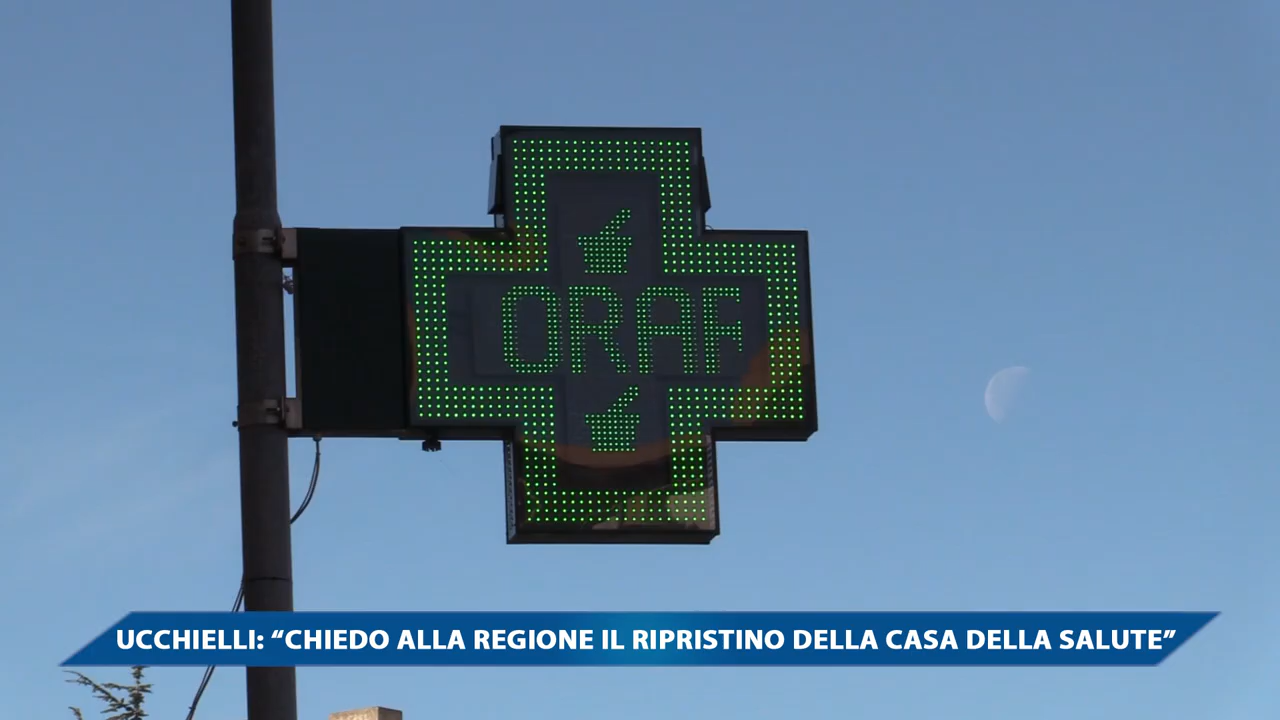 ORAF
UCCHIELLI: “CHIEDO ALLA REGIONE IL RIPRISTINO DELLA CASA DELLA SALUTE”